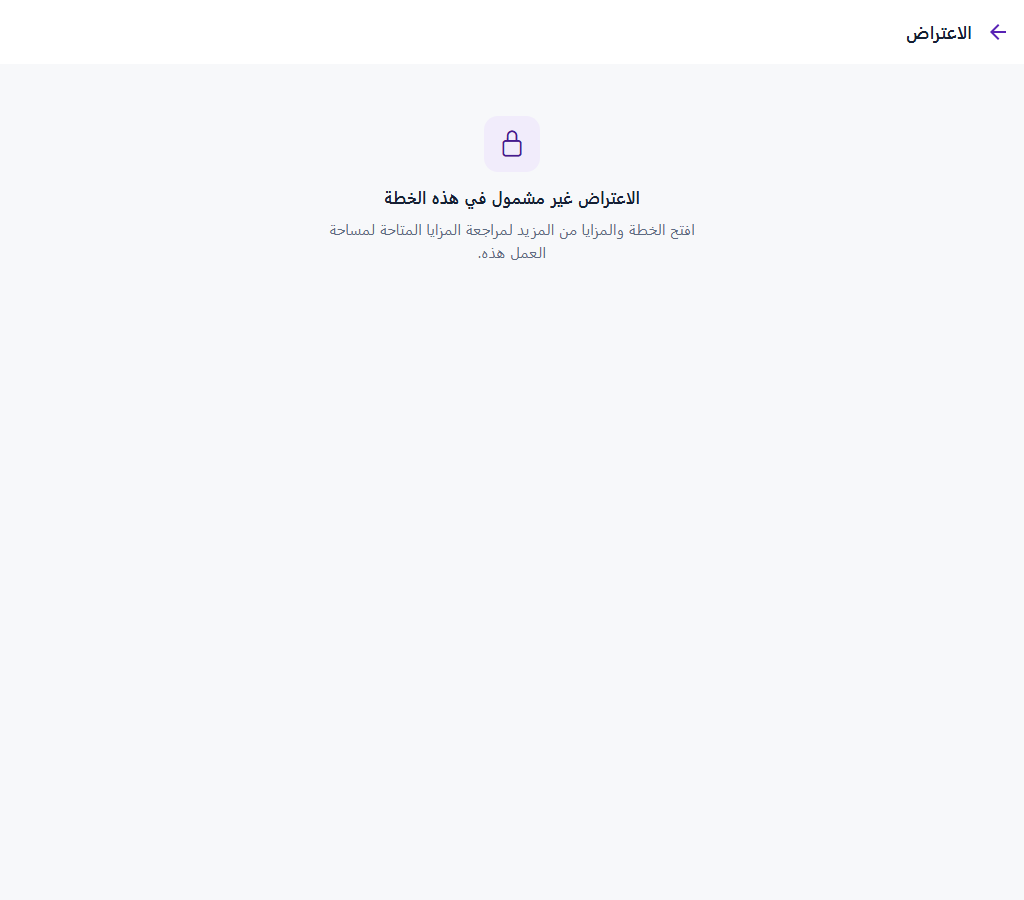 الاعتراض
الاعتراض غير مشمول في هذه الخطة
افتح الخطة والمزايا من المزيد لمراجعة المزايا المتاحة لمساحة
العمل هذه.